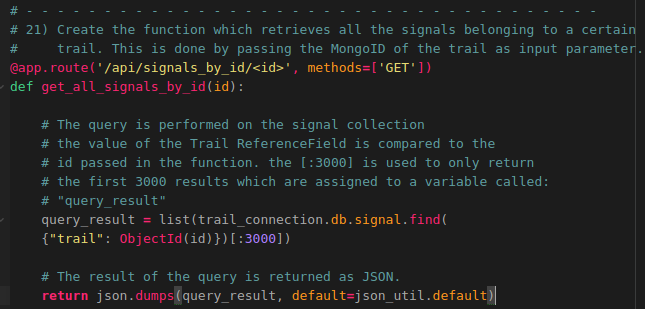 # - - - - - - - - - - - - - - - - - - - - - - - - - - - - - - - - - - -
# 21) Create the function which retrieves all the signals belonging to a certain
#     trail. This is done by passing the MongoID of the trail as input parameter.
@app.route('/api/signals_by_id/<id>', methods=['GET'])
def get_all_signals_by_id(id):
    # The query is performed on the signal collection
    # the value of the Trail ReferenceField is compared to the
    # id passed in the function. the [:3000] is used to only return
    # the first 3000 results which are assigned to a variable called:
    # "query_result"
    query_result = list(trail_connection.db.signal.find(
    {"trail": ObjectId(id)})[:3000])
    # The result of the query is returned as JSON.
    return json.dumps(query_result, default=json_util.default)